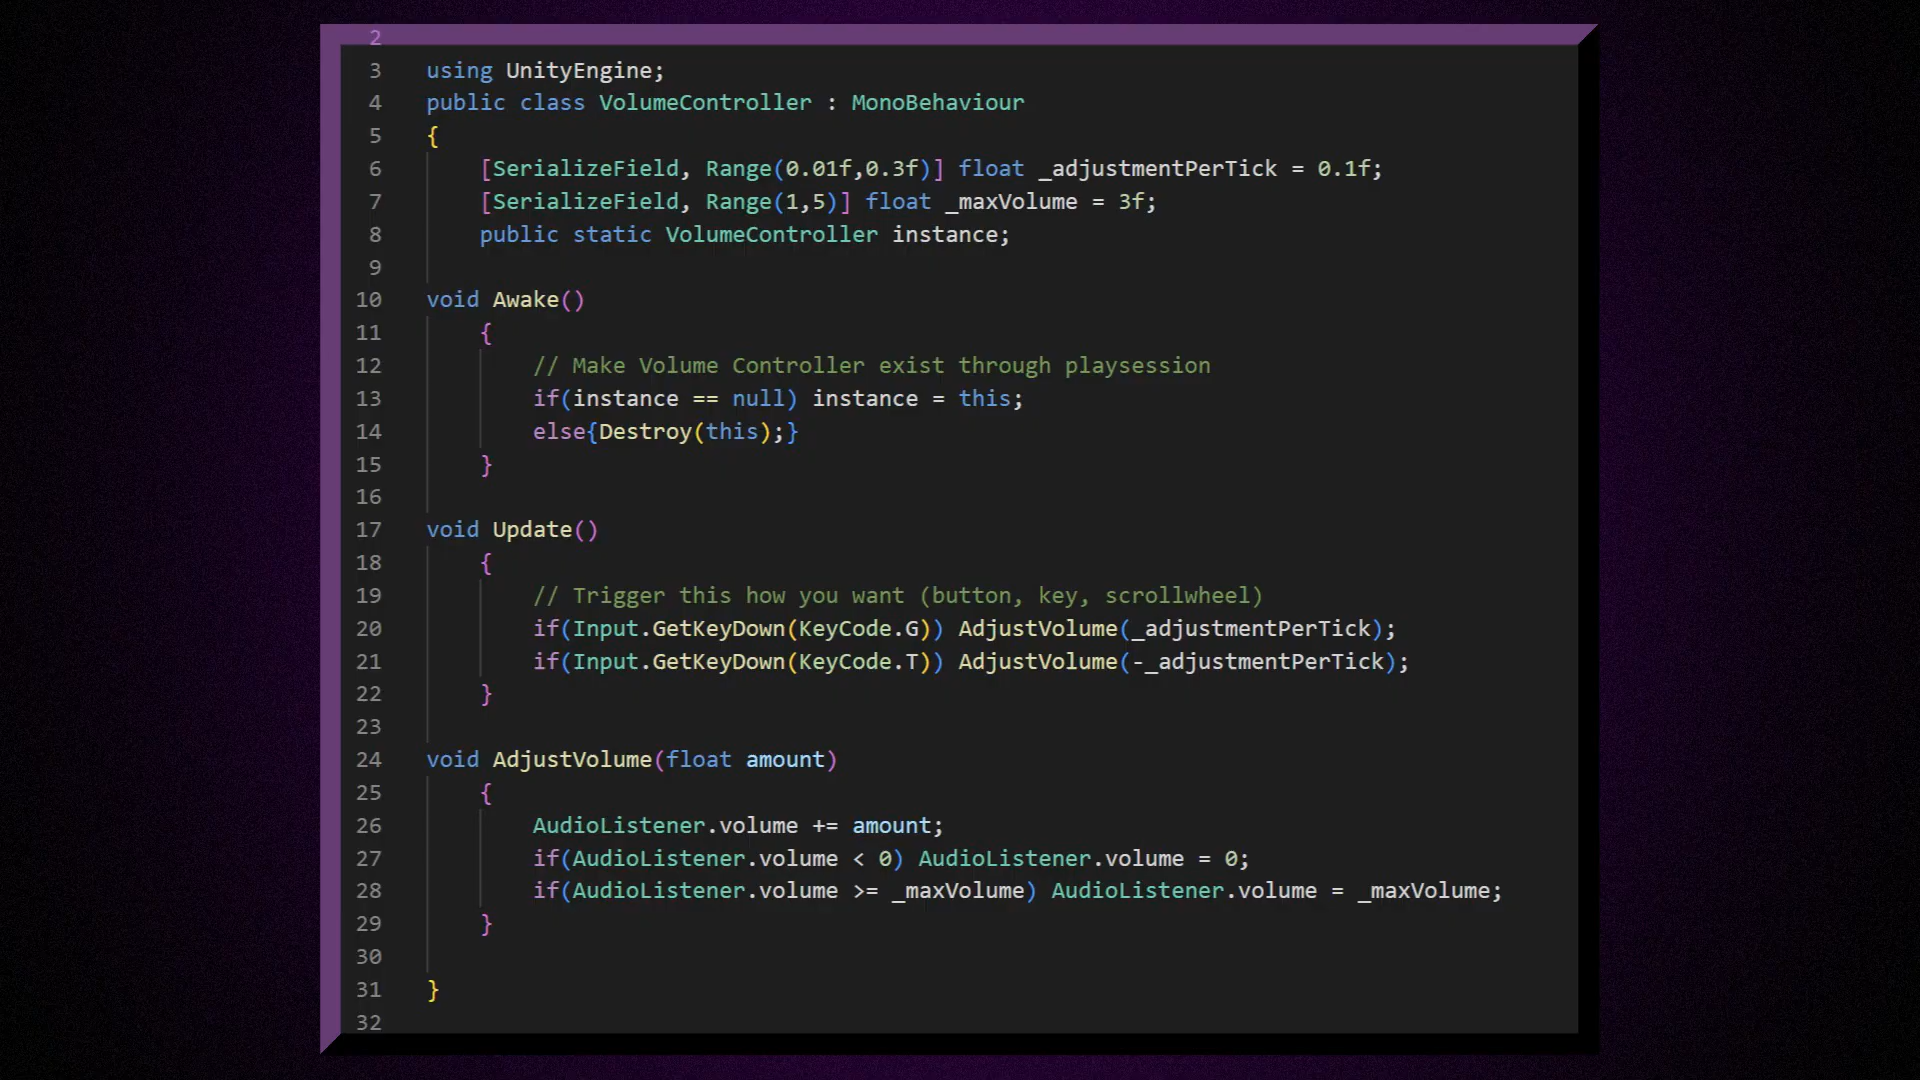 2
3 using UnityEngine;
4 public class VolumeController : MonoBehaviour
5 {
6 [SerializeField, Range(0.01f,0.3f)] float _adjustmentPerTick = 0.1f;
7 [SerializeField, Range(1,5)] float _maxVolume = 3f;
8 public static VolumeController instance;
9
10 void Awake()
11 {
12 // Make Volume Controller exist through playsession
13 if(instance == null) instance = this;
14 else{Destroy(this);}
15 }
16
17 void Update()
18 {
19 // Trigger this how you want (button, key, scrollwheel)
20 if(Input.GetKeyDown(KeyCode.G)) AdjustVolume(_adjustmentPerTick);
21 if(Input.GetKeyDown(KeyCode.T)) AdjustVolume(-_adjustmentPerTick);
22 }
23
24 void AdjustVolume(float amount)
25 {
26 AudioListener.volume += amount;
27 if(AudioListener.volume < 0) AudioListener.volume = 0;
28 if(AudioListener.volume >= _maxVolume) AudioListener.volume = _maxVolume;
29 }
30
31 }
32